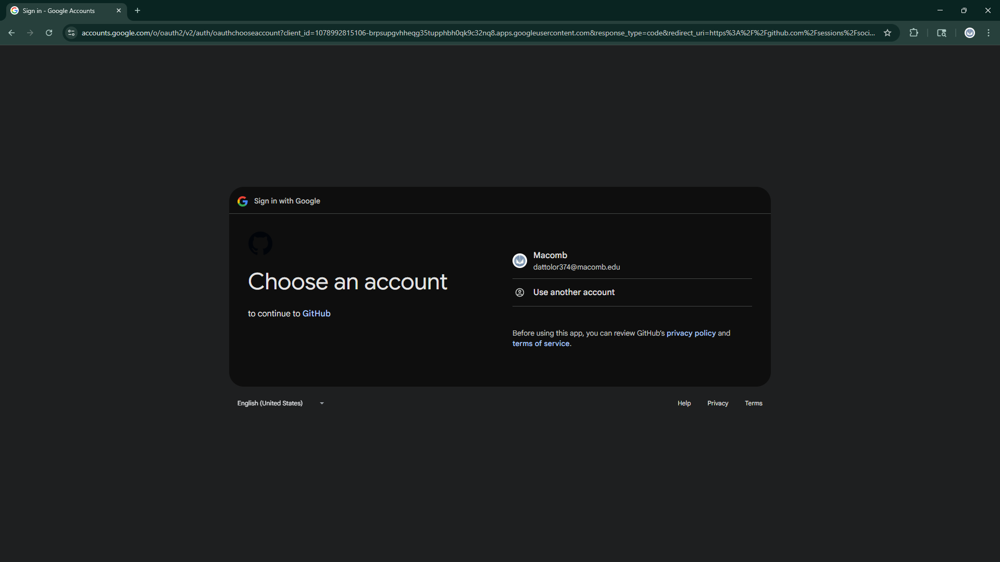 Sign in - Google Accounts
accounts.google.com/o/oauth2/v2/auth/oauthchooseaccount?client_id=1078992815106-brpsupgvhheqg35tupphbh0qk9c32nq8.apps.googleusercontent.com&response_type=code&redirect_uri=https%3A%2F%2Fgithub.com%2Fsessions%2Fsoci...
Sign in with Google
Choose an account
to continue to GitHub
Macomb
dattolor374@macomb.edu
Use another account
Before using this app, you can review GitHub's privacy policy and
terms of service.
English (United States)
Help
Privacy
Terms